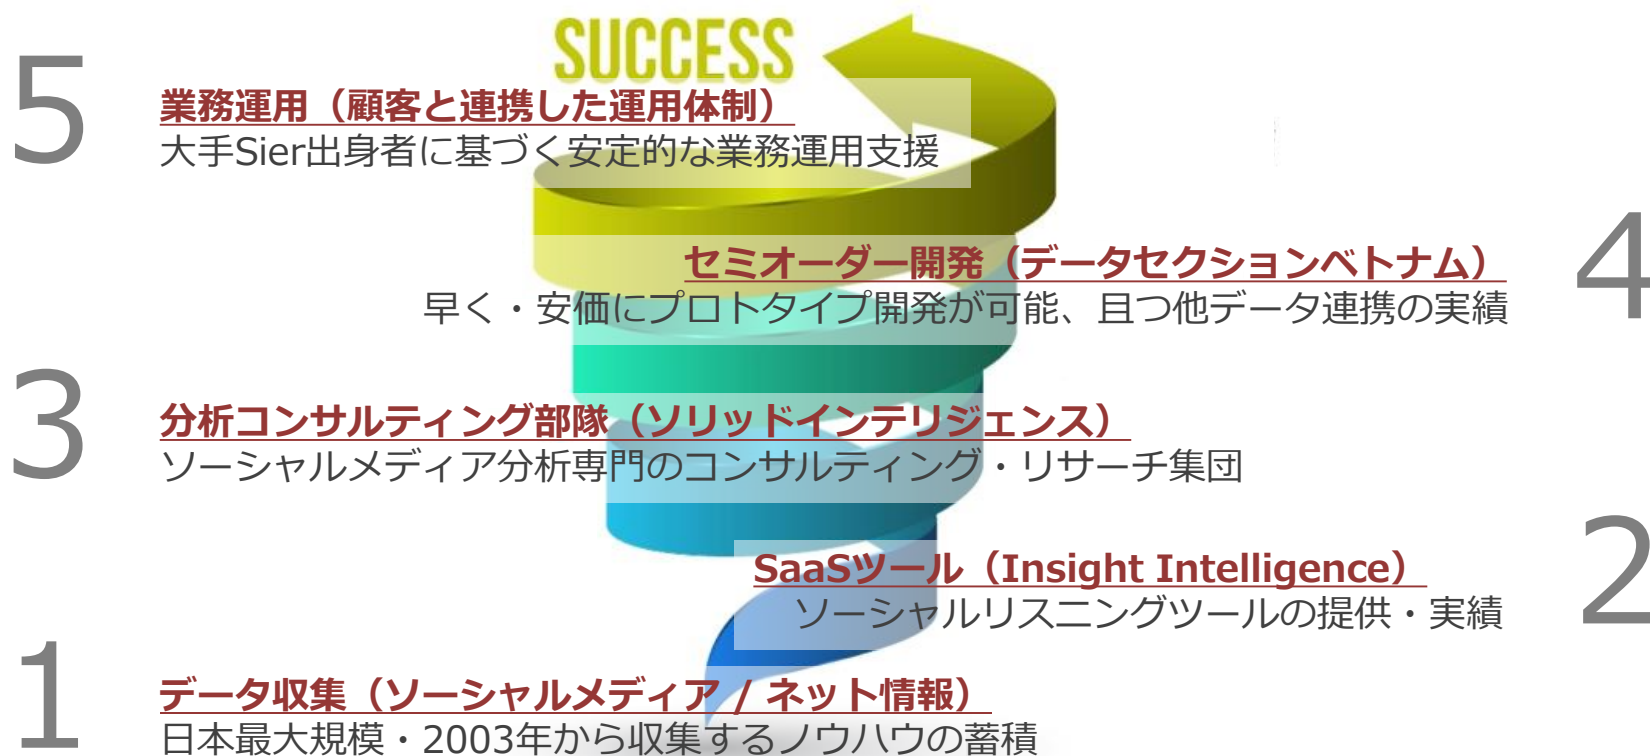 SUCCESS
5
業務運用（顧客と連携した運用体制）
大手Sier出身者に基づく安定的な業務運用支援
4
セミオーダー開発（データセクションベトナム）
早く・安価にプロトタイプ開発が可能、且つ他データ連携の実績
3
分析コンサルティング部隊（ソリッドインテリジェンス）
ソーシャルメディア分析専門のコンサルティング・リサーチ集団
2
SaaSツール（Insight Intelligence）
ソーシャルリスニングツールの提供・実績
1
データ収集（ソーシャルメディア / ネット情報）
日本最大規模・2003年から収集するノウハウの蓄積